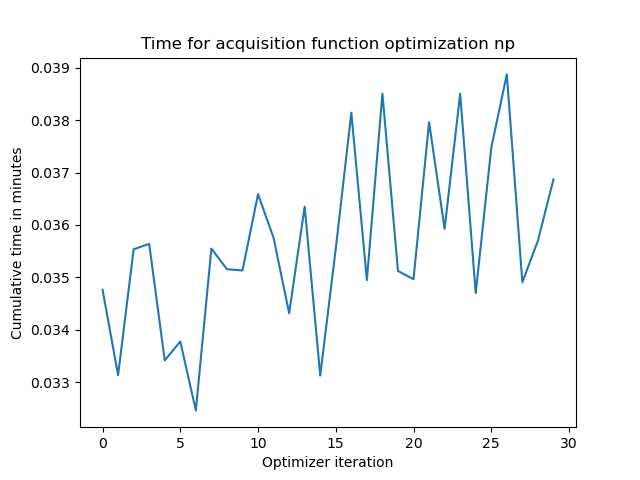 Time for acquisition function optimization np
0.039
0.038
0.037
0.036
0.035
0.034
0.033
Cumulative time in minutes
0 5 10 15 20 25 30
Optimizer iteration